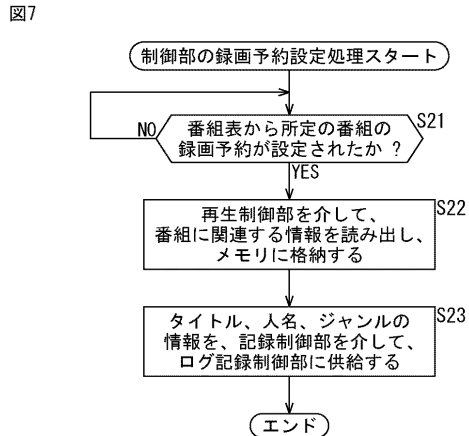 図7
制御部の録画予約設定処理スタート
番組表から所定の番組の
録画予約が設定されたか ?
S21
NO
YES
再生制御部を介して、
番組に関連する情報を読み出し、
メモリに格納する
S22
タイトル、人名、ジャンルの
情報を、記録制御部を介して、
ログ記録制御部に供給する
S23
エンド